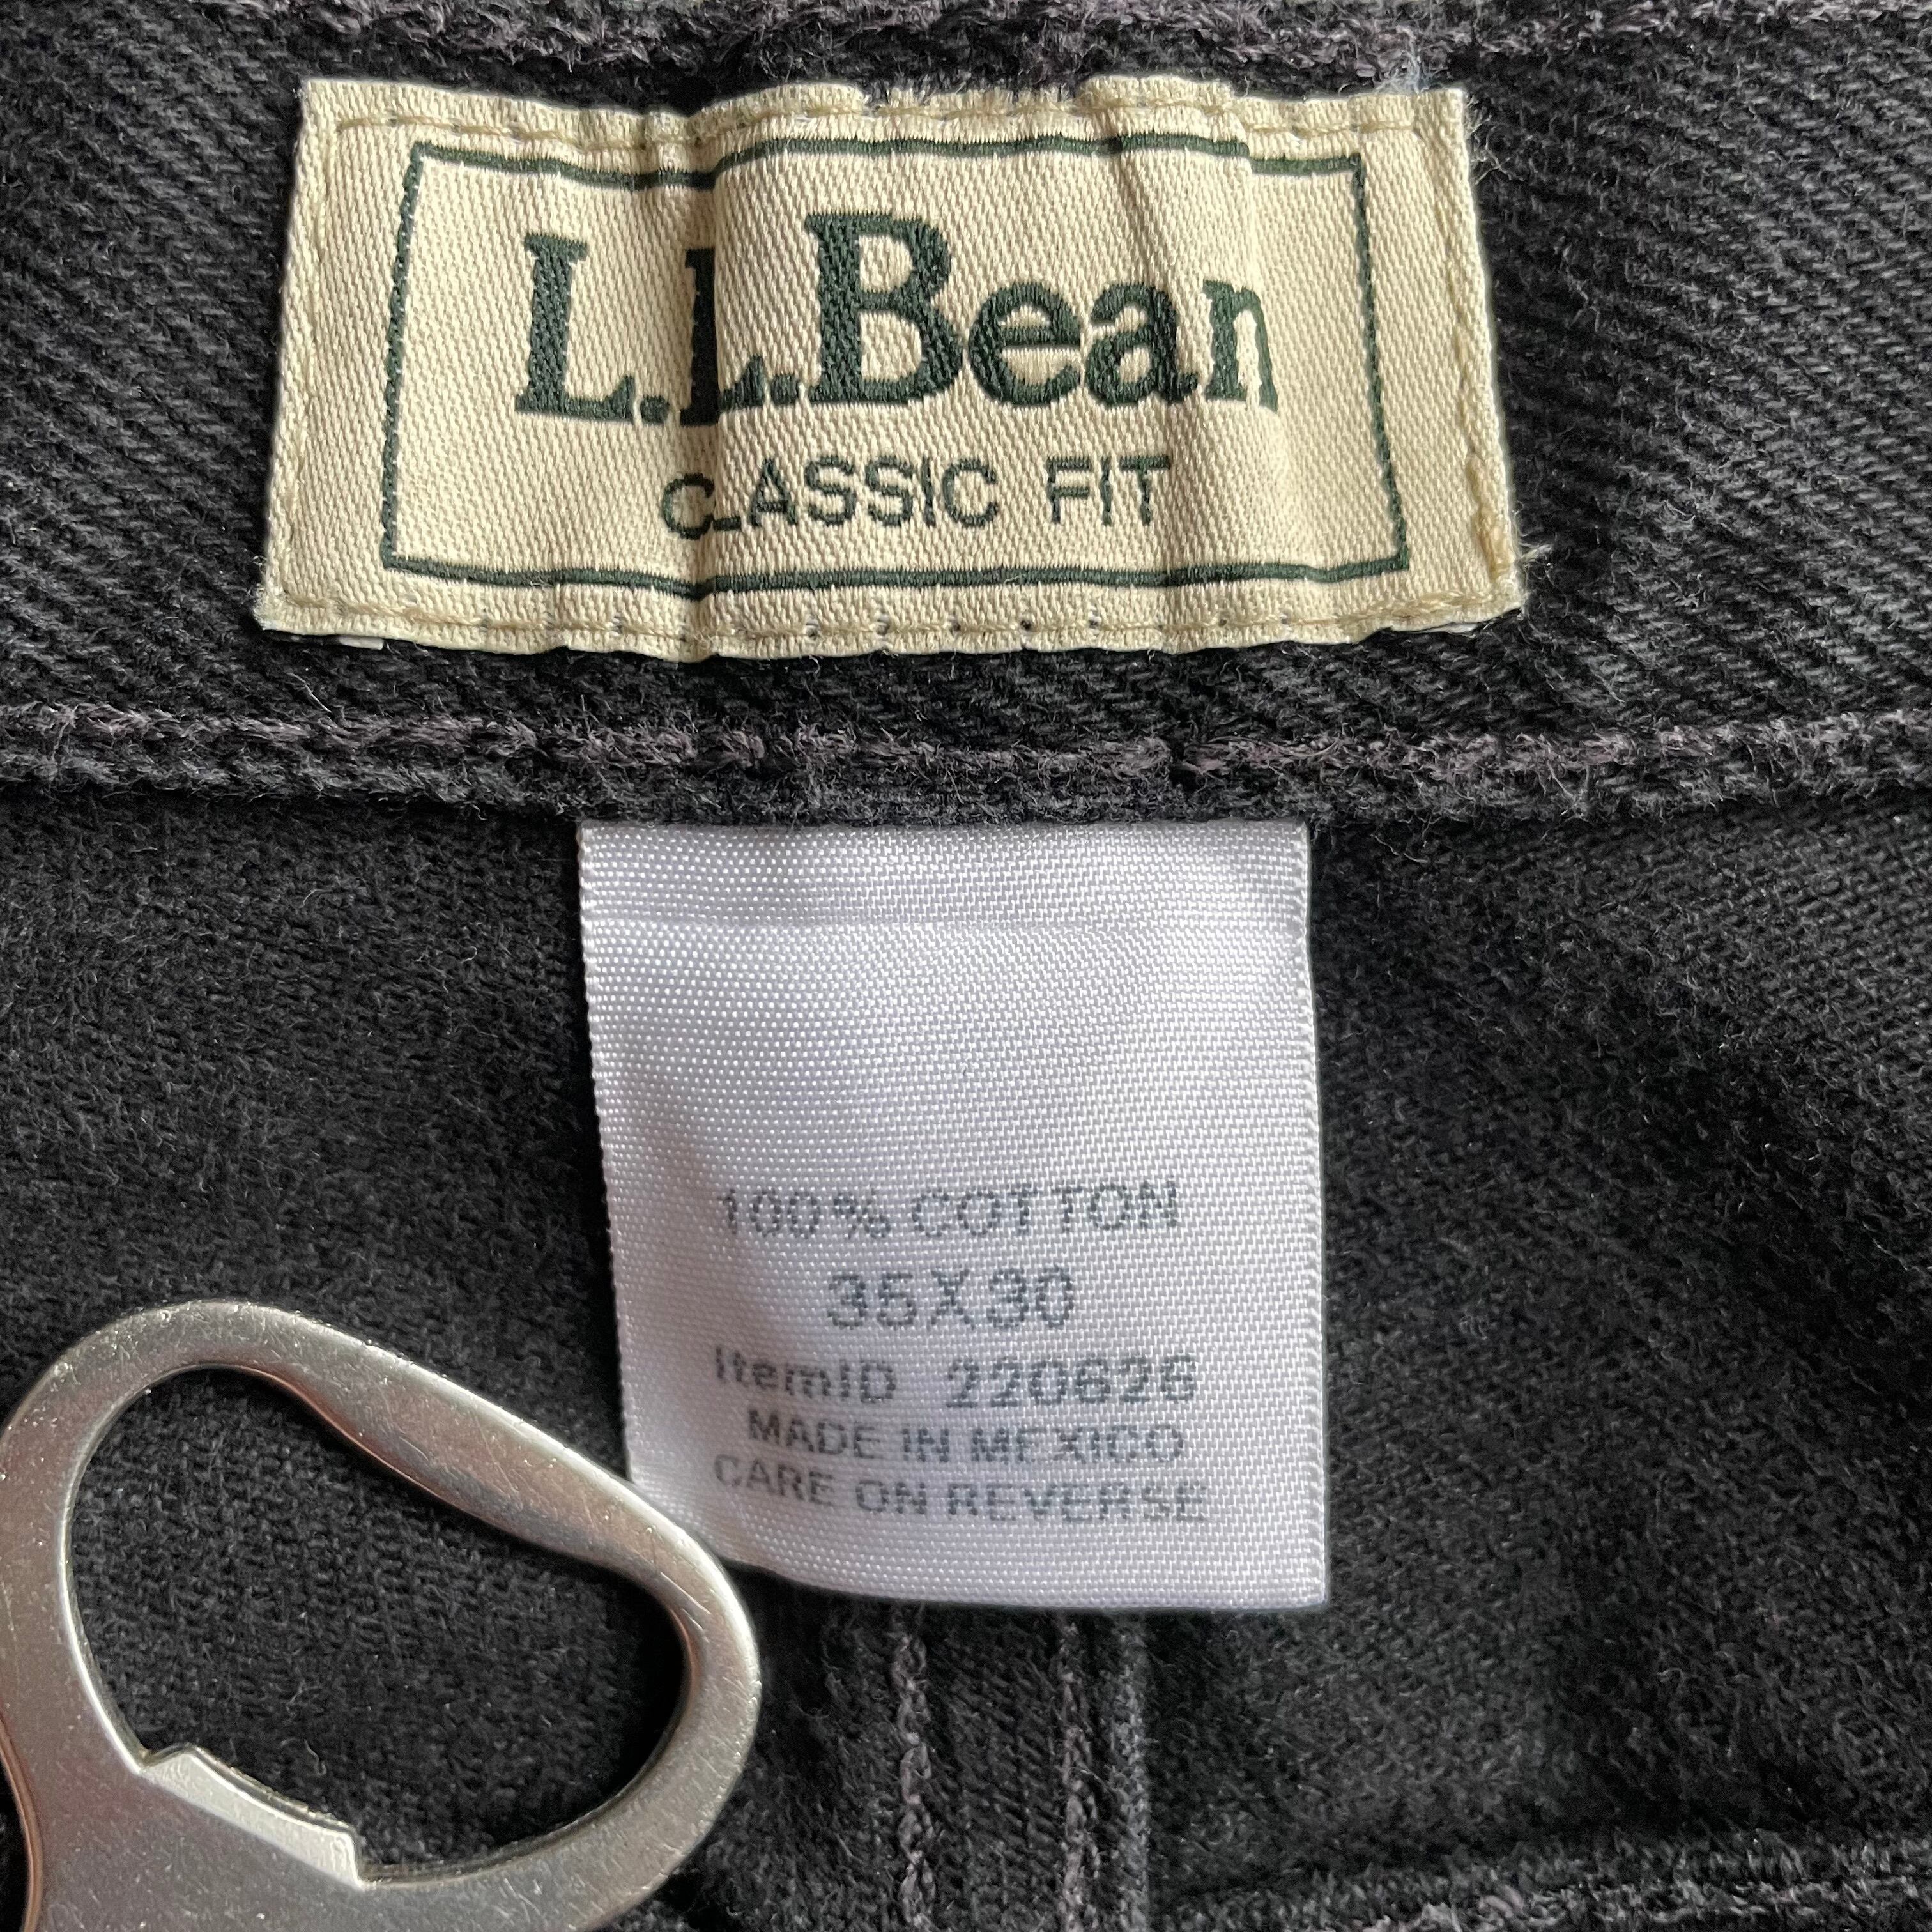 L.L.Bean
CLASSIC FIT
100% COTTON
35X30
ItemID 220626
MADE IN MEXICO
CARE ON REVERSE